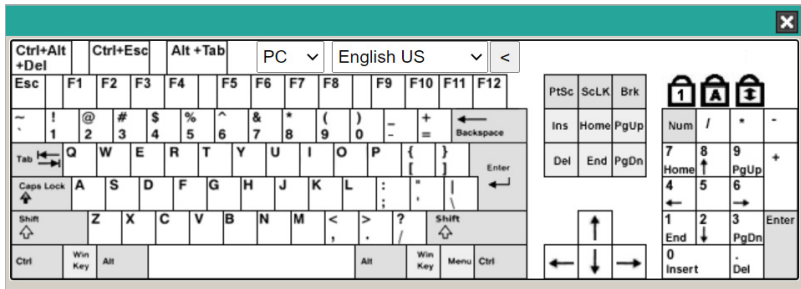 Ctrl+Alt+Del Ctrl+Esc Alt +Tab PC English US <
Esc F1 F2 F3 F4 F5 F6 F7 F8 F9 F10 F11 F12
PtSc ScLK Brk
1 A
~ ` ! 1 @ 2 # 3 $ 4 % 5 ^ 6 & 7 * 8 ( 9 ) 0 _ - + = Backspace
Ins Home PgUp
Num / * -
Tab Q W E R T Y U I O P { [ } ] Enter
Del End PgDn
7 Home 8 9 PgUp +
Caps Lock A S D F G H J K L : ; " ' | \
4 5 6
Shift Z X C V B N M < , > . ? / Shift
1 End 2 3 PgDn Enter
Ctrl Win Key Alt Alt Win Key Menu Ctrl
0 Insert . Del